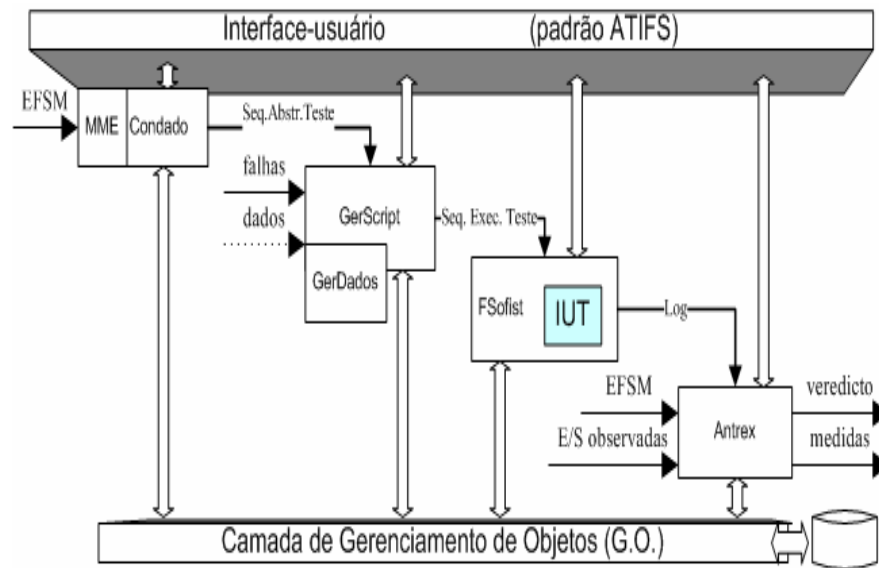 Interface-usuário (padrão ATIFS)
EFSM
MME
Condado
Seq.Abstr.Teste
falhas
dados
GerScript
GerDados
Seq. Exec. Teste
FSofist
IUT
Log
EFSM
E/S observadas
Antrex
veredicto
medidas
Camada de Gerenciamento de Objetos (G.O.)